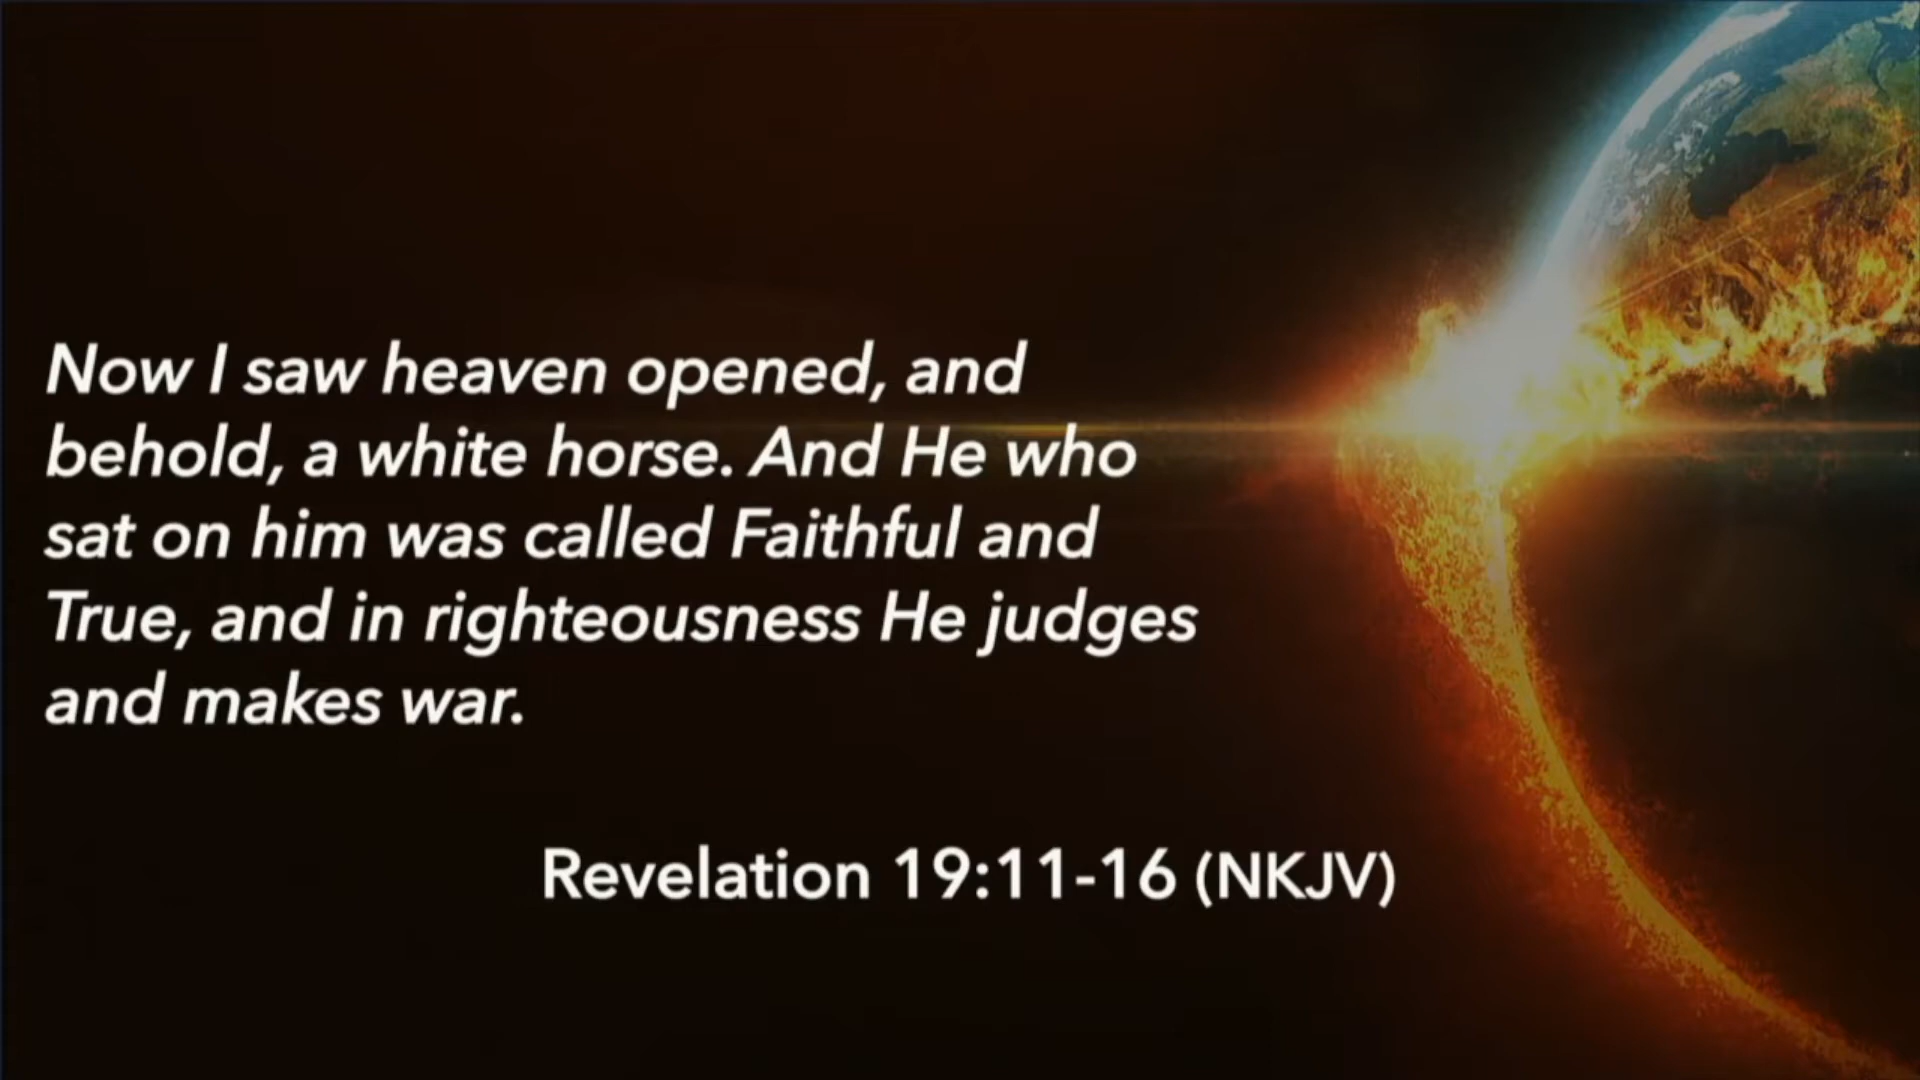 Now I saw heaven opened, and
behold, a white horse. And He who
sat on him was called Faithful and
True, and in righteousness He judges
and makes war.
Revelation 19:11-16 (NKJV)